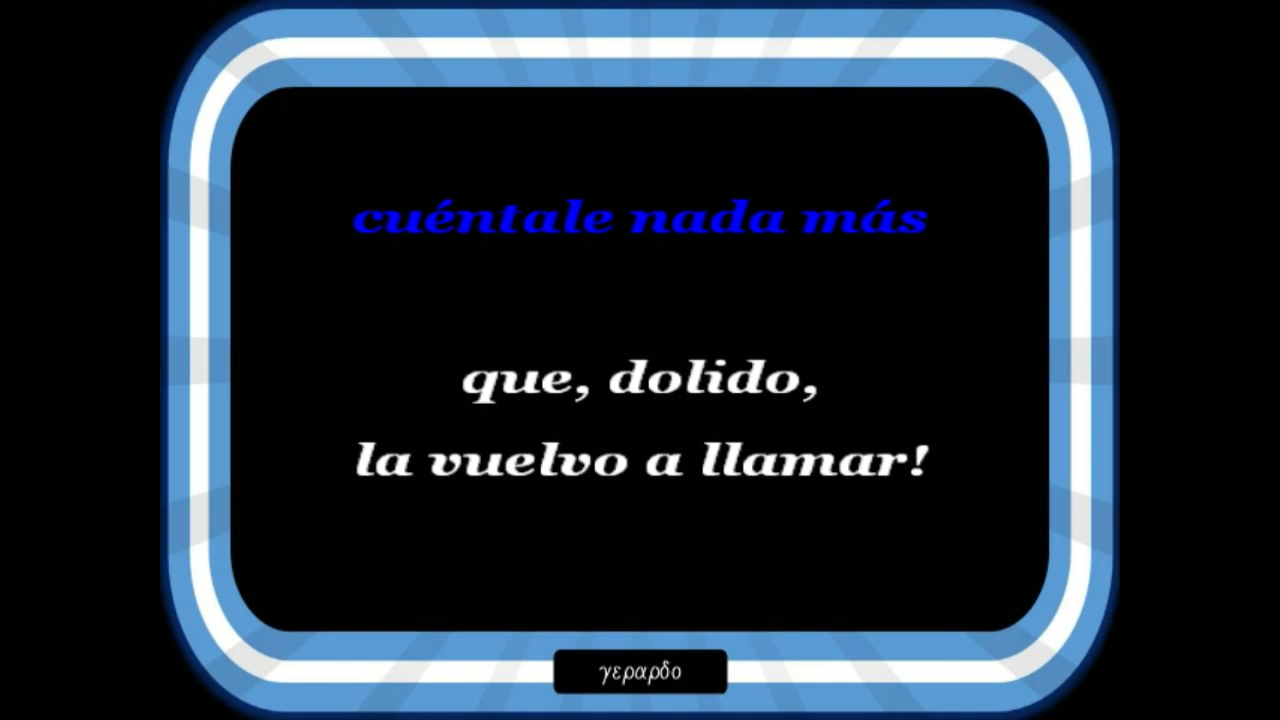 cuéntale nada más
que, dolido,
la vuelvo a llamar!
γεραρδο